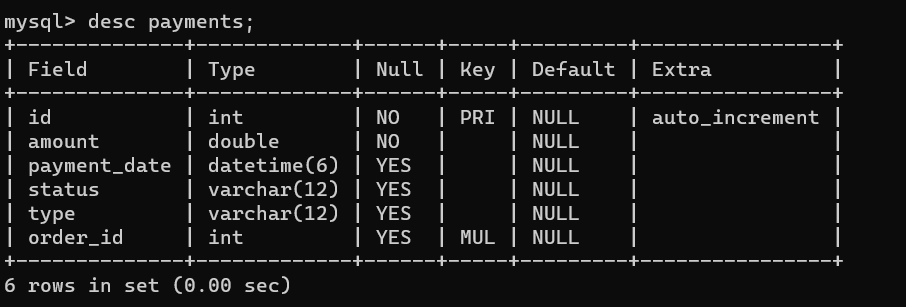 mysql> desc payments;
+--------------+-------------+------+-----+---------+----------------+
| Field        | Type        | Null | Key | Default | Extra          |
+--------------+-------------+------+-----+---------+----------------+
| id           | int         | NO   | PRI | NULL    | auto_increment |
| amount       | double      | NO   |     | NULL    |                |
| payment_date | datetime(6) | YES  |     | NULL    |                |
| status       | varchar(12) | YES  |     | NULL    |                |
| type         | varchar(12) | YES  |     | NULL    |                |
| order_id     | int         | YES  | MUL | NULL    |                |
+--------------+-------------+------+-----+---------+----------------+
6 rows in set (0.00 sec)